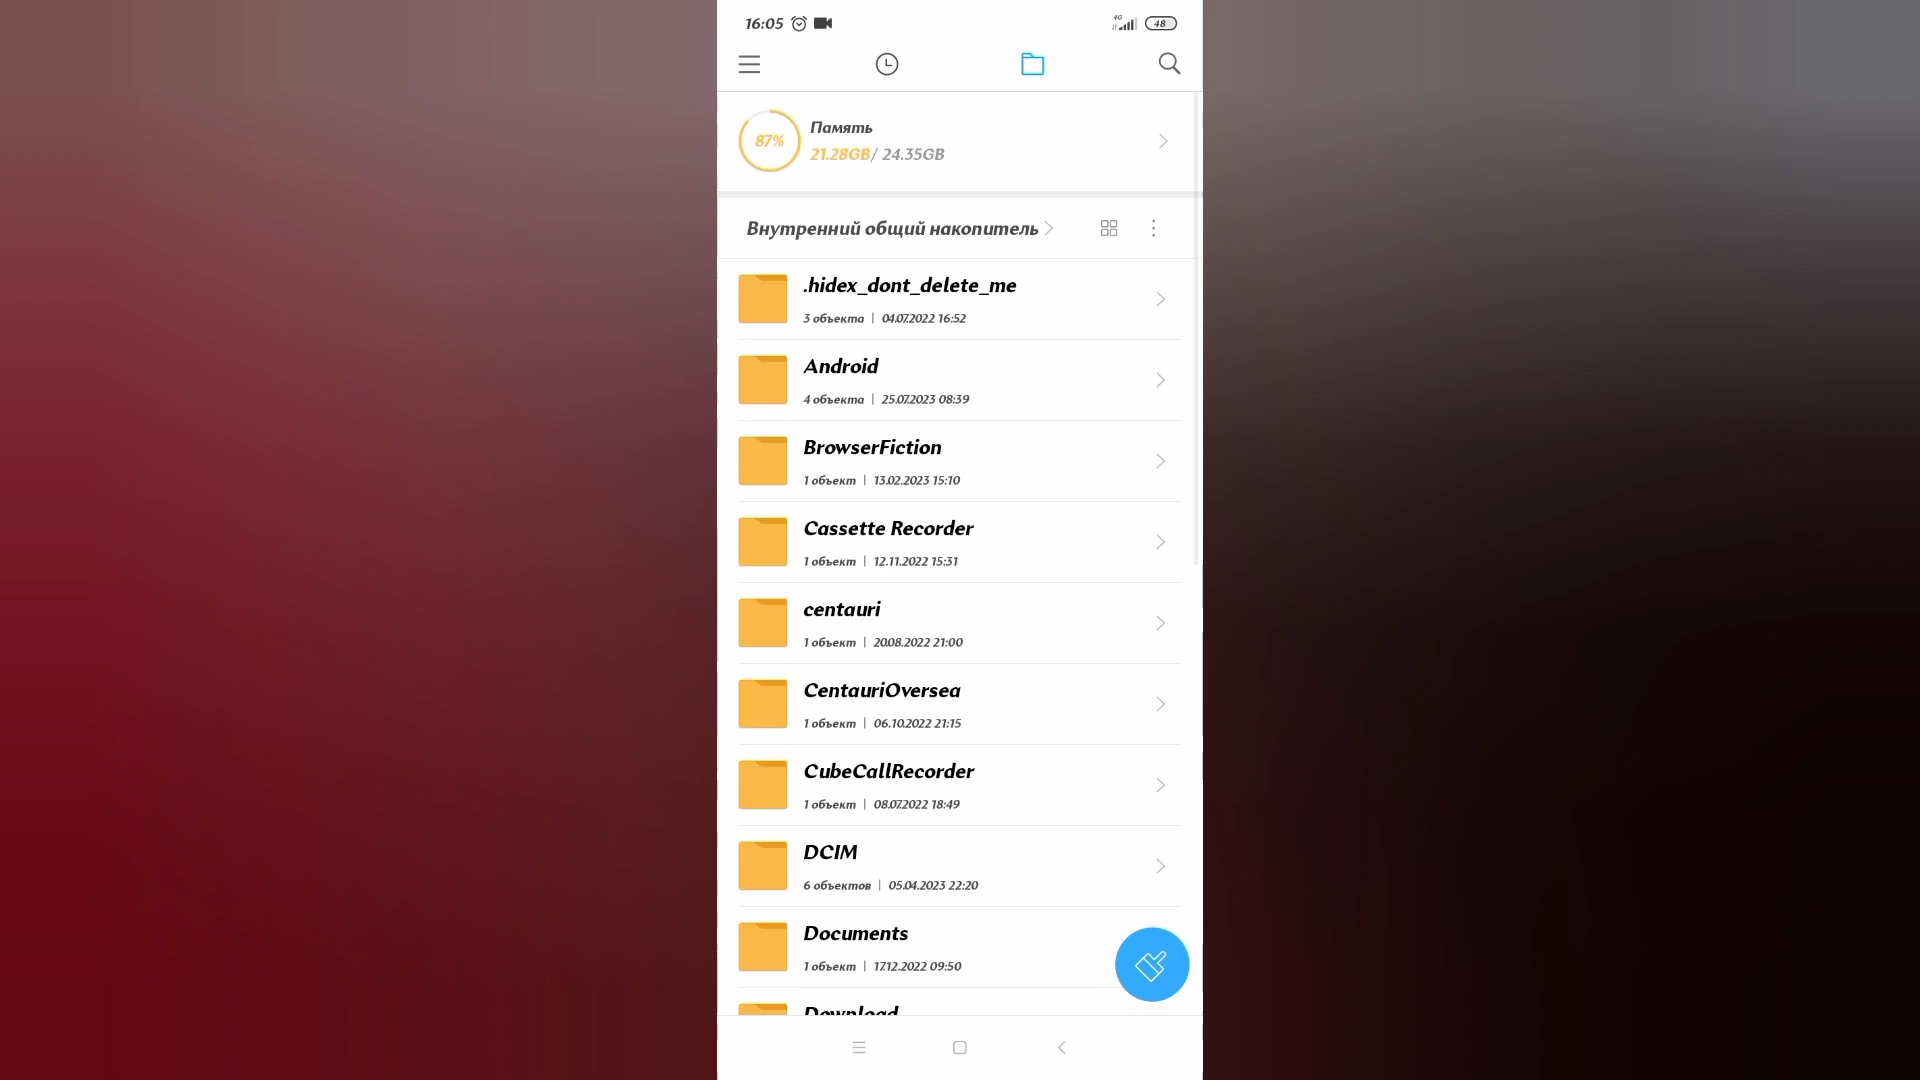 16:05 4G 48
87% Память
21.28GB/ 24.35GB
Внутренний общий накопитель
.hidex_dont_delete_me
3 объекта | 04.07.2022 16:52
Android
4 объекта | 25.07.2023 08:39
BrowserFiction
1 объект | 13.02.2023 15:10
Cassette Recorder
1 объект | 12.11.2022 15:31
centauri
1 объект | 20.08.2022 21:00
CentauriOversea
1 объект | 06.10.2022 21:15
CubeCallRecorder
1 объект | 08.07.2022 18:49
DCIM
6 объектов | 05.04.2023 22:20
Documents
1 объект | 17.12.2022 09:50
Download